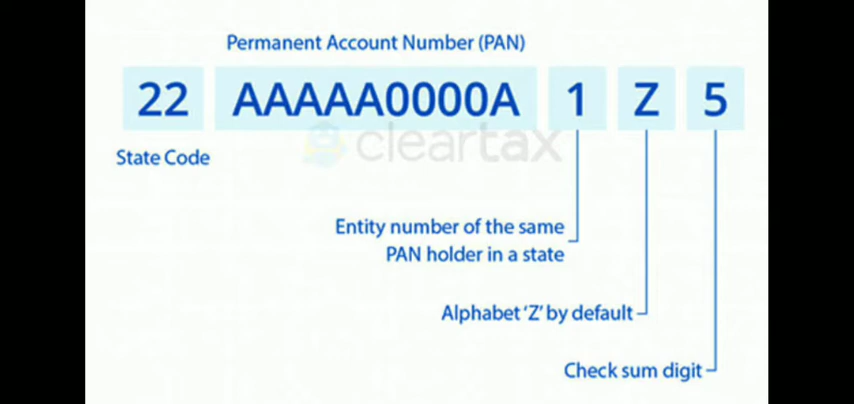 Permanent Account Number (PAN)
22 AAAAA0000A 1 Z 5
cleartax
State Code
Entity number of the same
PAN holder in a state
Alphabet 'Z' by default
Check sum digit